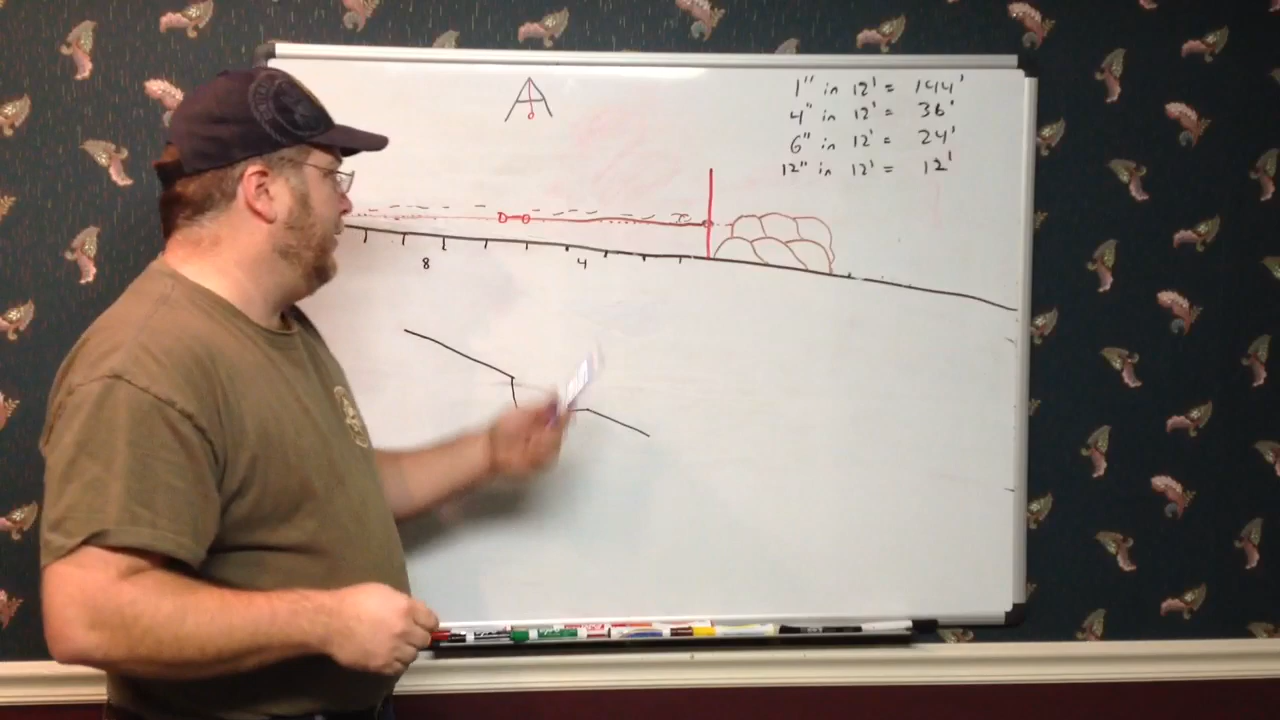 1" in 12' = 144'
4" in 12' = 36'
6" in 12' = 24'
12" in 12' = 12'
8
4